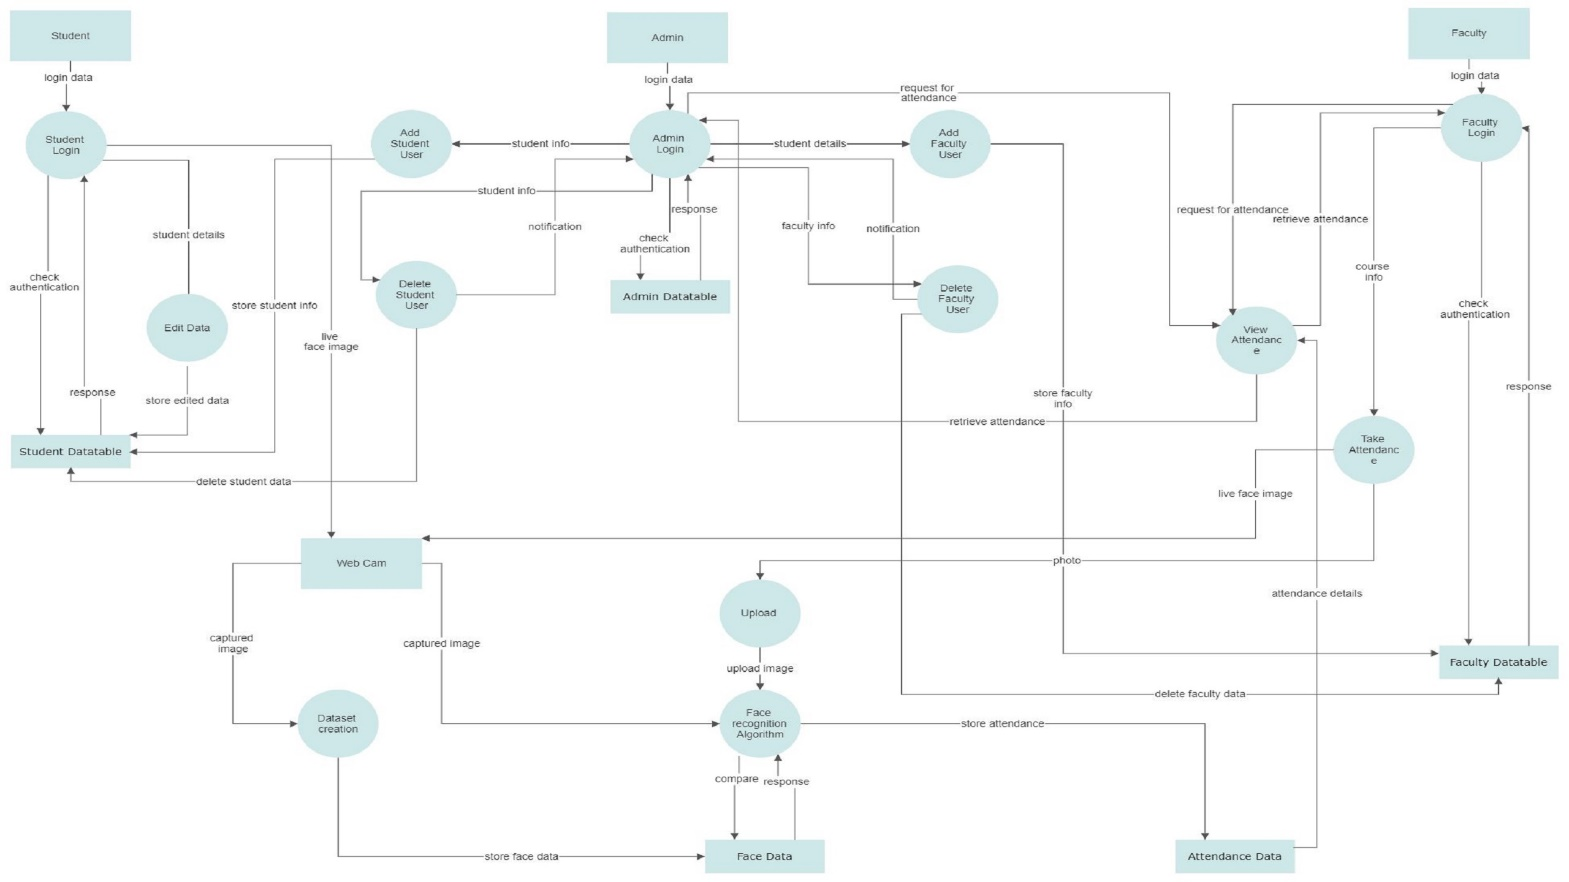 Student
Admin
Faculty
login data
login data
login data
request for
attendance
Student
Login
Add
Student
User
student info
Admin
Login
student details
Add
Faculty
User
Faculty
Login
student info
response
notification
faculty info
notification
request for attendance
retrieve attendance
student details
check
authentication
check
authentication
course
info
Delete
Student
User
Admin Datatable
Delete
Faculty
User
store student info
check
authentication
Edit Data
live
face image
View
Attendanc
e
response
store edited data
store faculty
info
response
retrieve attendance
Student Datatable
Take
Attendanc
e
delete student data
live face image
Web Cam
photo
attendance details
Upload
captured
image
captured image
upload image
Faculty Datatable
delete faculty data
Dataset
creation
Face
recognition
Algorithm
store attendance
compare
response
store face data
Face Data
Attendance Data